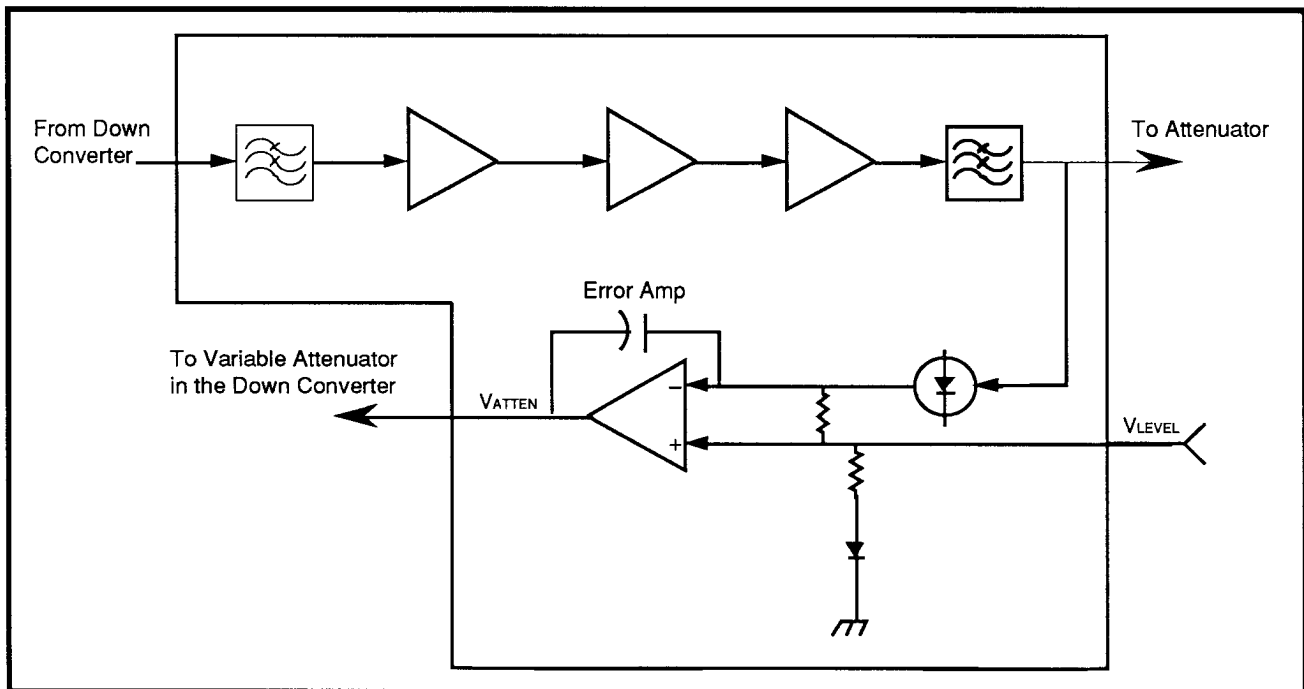 From Down
Converter
To Attenuator
Error Amp
To Variable Attenuator
in the Down Converter
VATTEN
−
+
VLEVEL